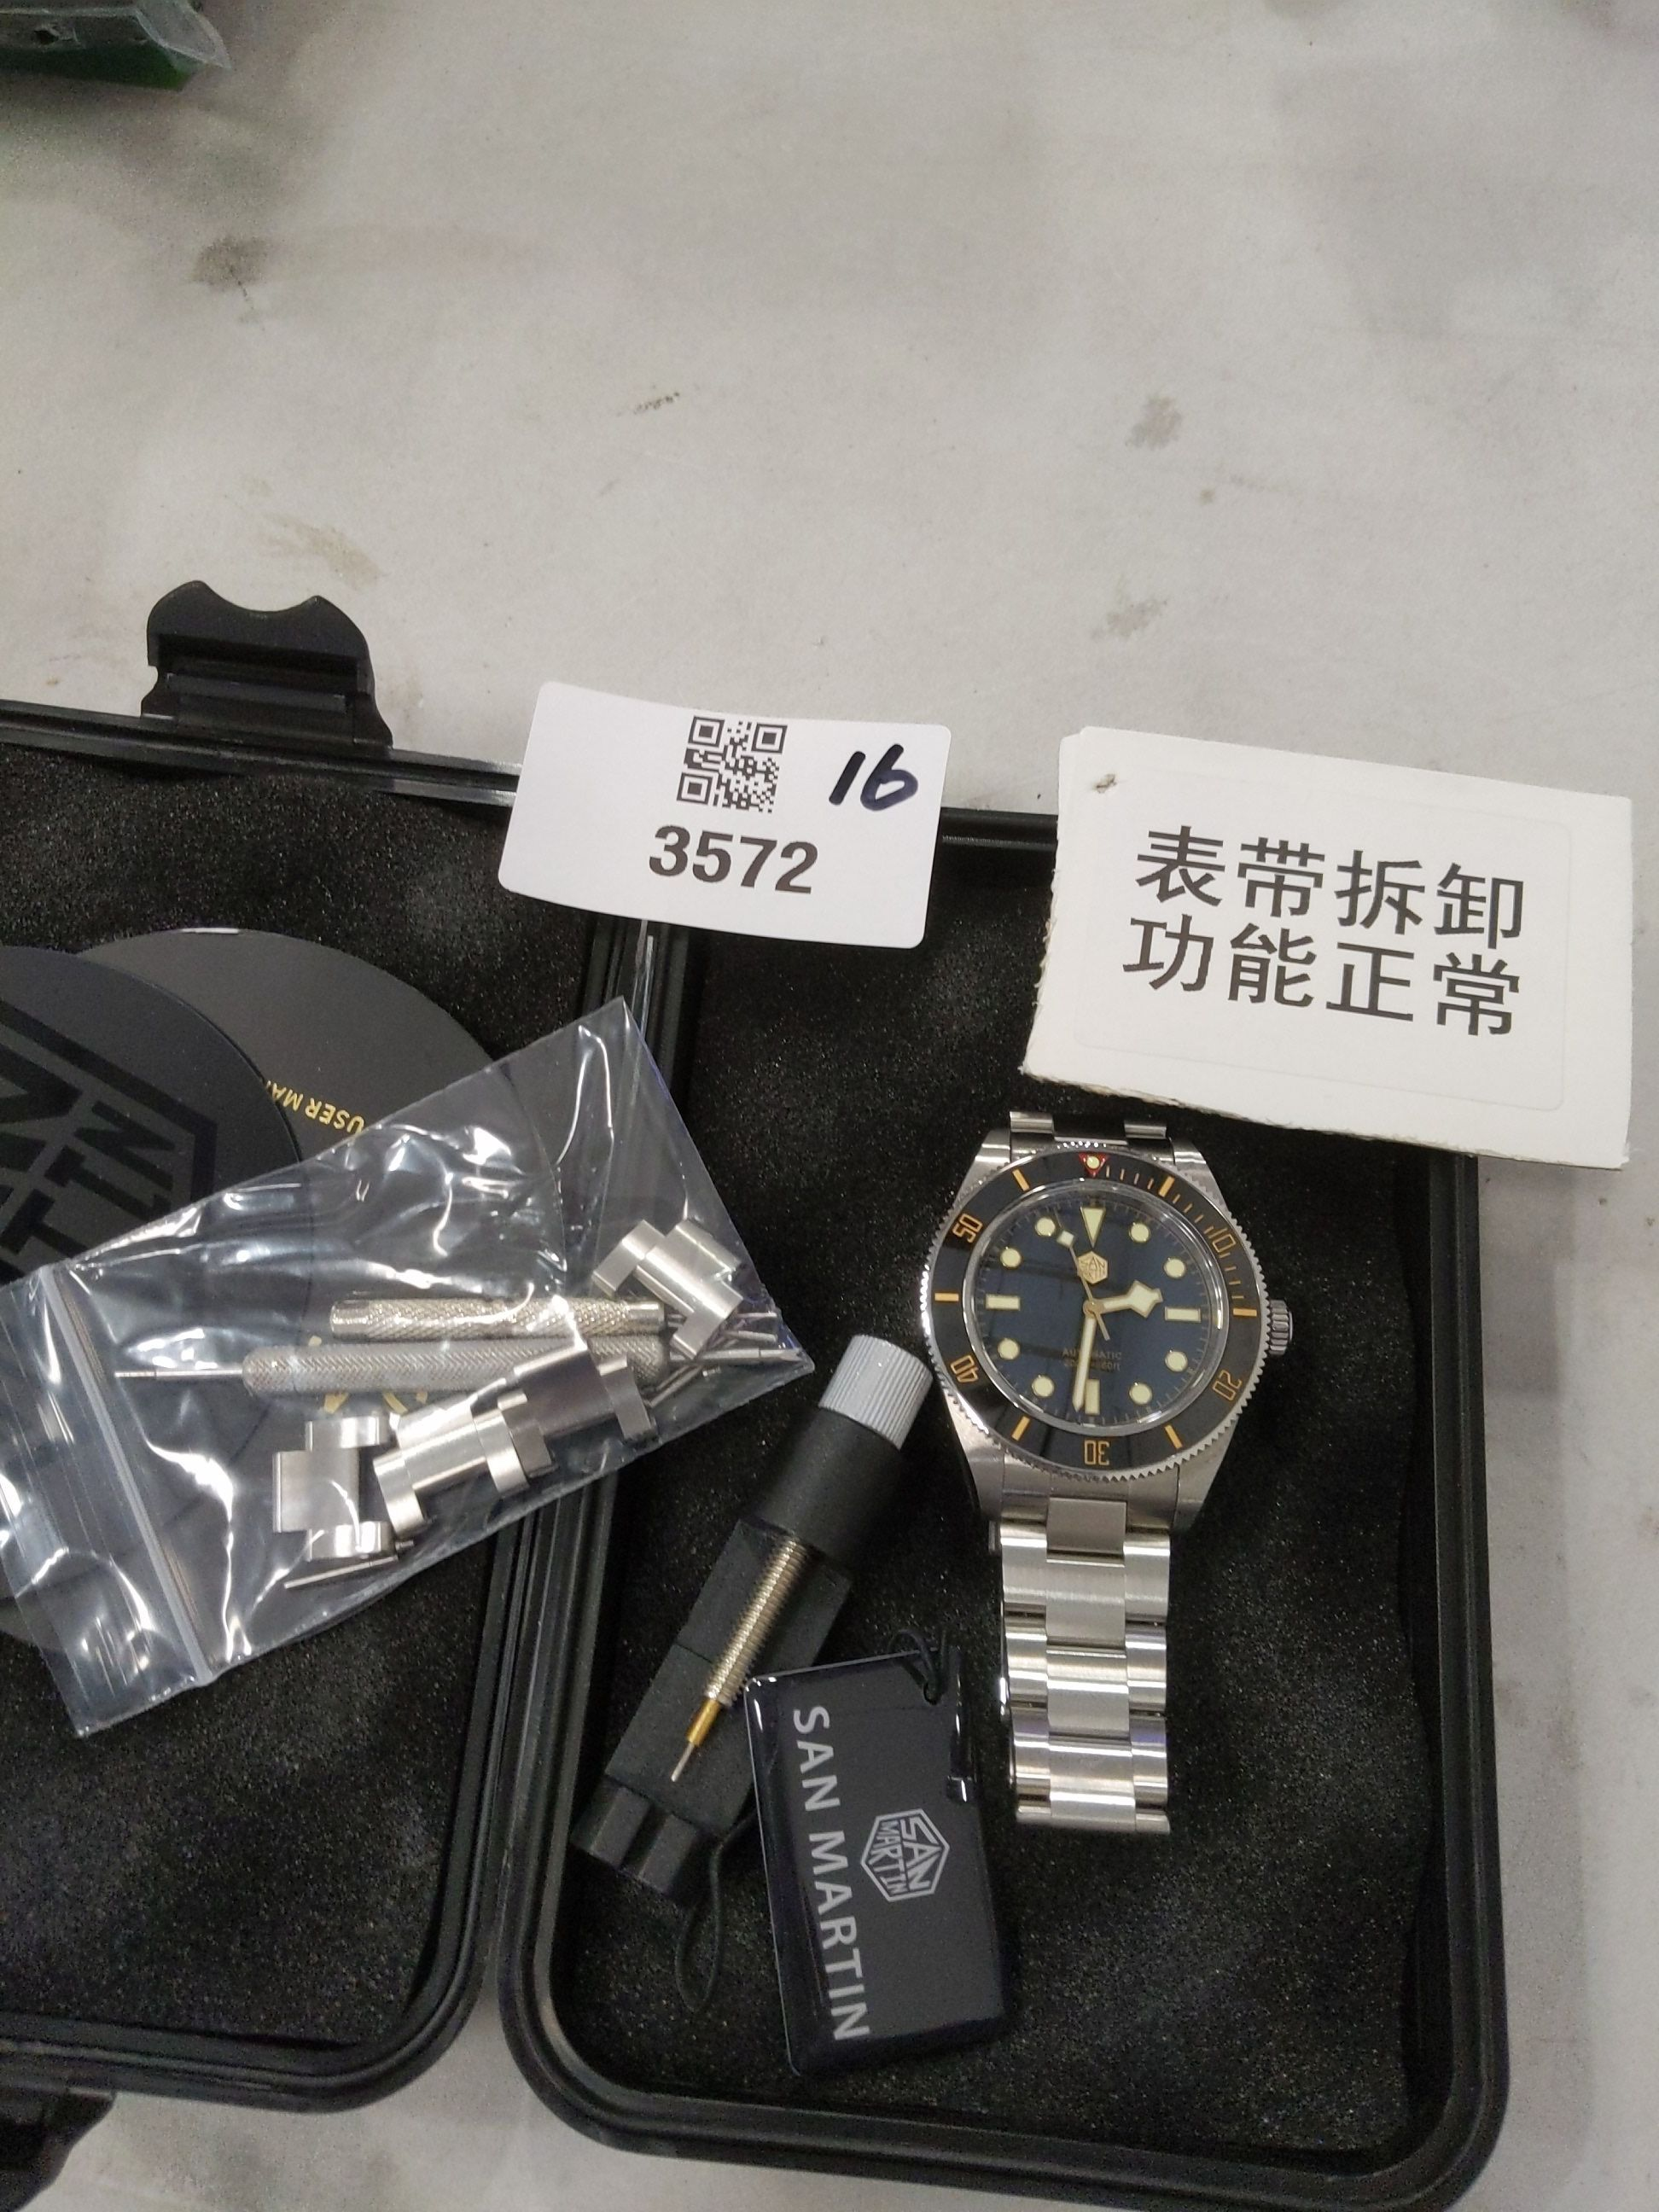 16
3572
表带拆卸
功能正常
USER MA
TIN
50
10
20
30
40
AUTOMATIC
SAN MARTIN
SAN
MARTIN